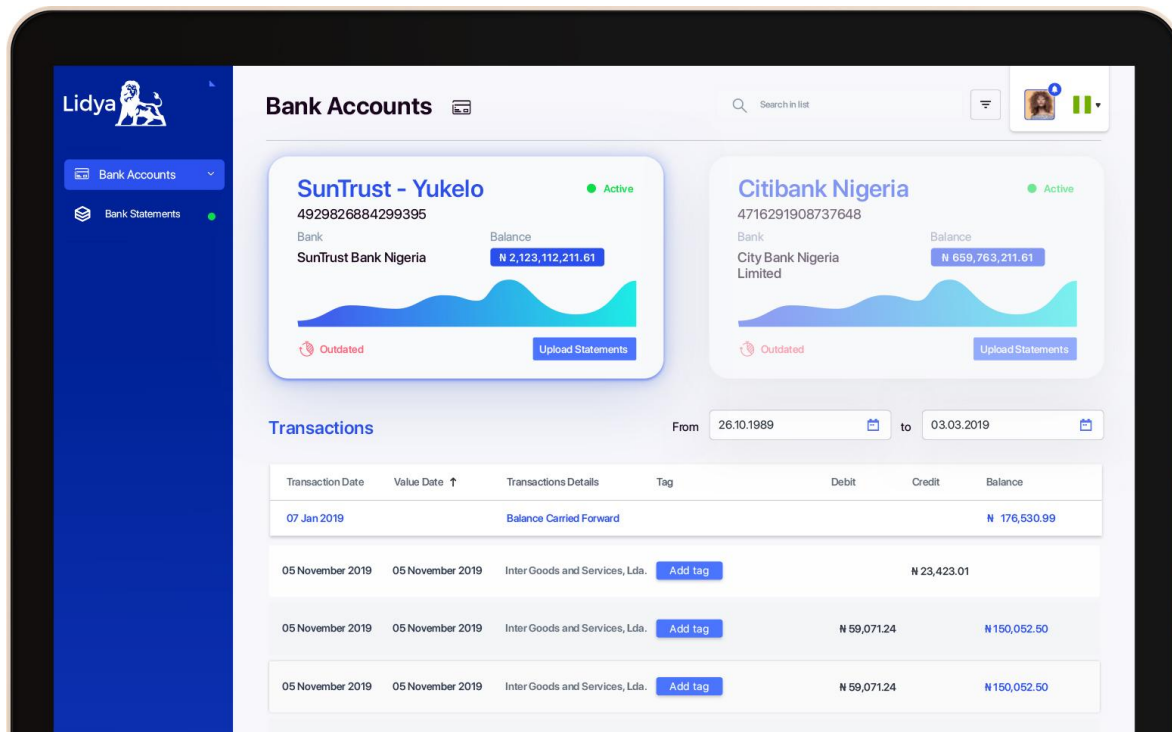 Lidya
Bank Accounts
Bank Statements
Bank Accounts
Search in list
SunTrust - Yukelo
Active
4929826884299395
Bank Balance
SunTrust Bank Nigeria ₦ 2,123,112,211.61
Outdated Upload Statements
Citibank Nigeria
Active
4716291908737648
Bank Balance
City Bank Nigeria ₦ 659,763,211.61
Limited
Outdated Upload Statements
Transactions From 26.10.1989 to 03.03.2019
Transaction Date Value Date ↑ Transactions Details Tag Debit Credit Balance
07 Jan 2019 Balance Carried Forward ₦ 176,530.99
05 November 2019 05 November 2019 Inter Goods and Services, Lda. Add tag ₦ 23,423.01
05 November 2019 05 November 2019 Inter Goods and Services, Lda. Add tag ₦ 59,071.24 ₦150,052.50
05 November 2019 05 November 2019 Inter Goods and Services, Lda. Add tag ₦ 59,071.24 ₦150,052.50